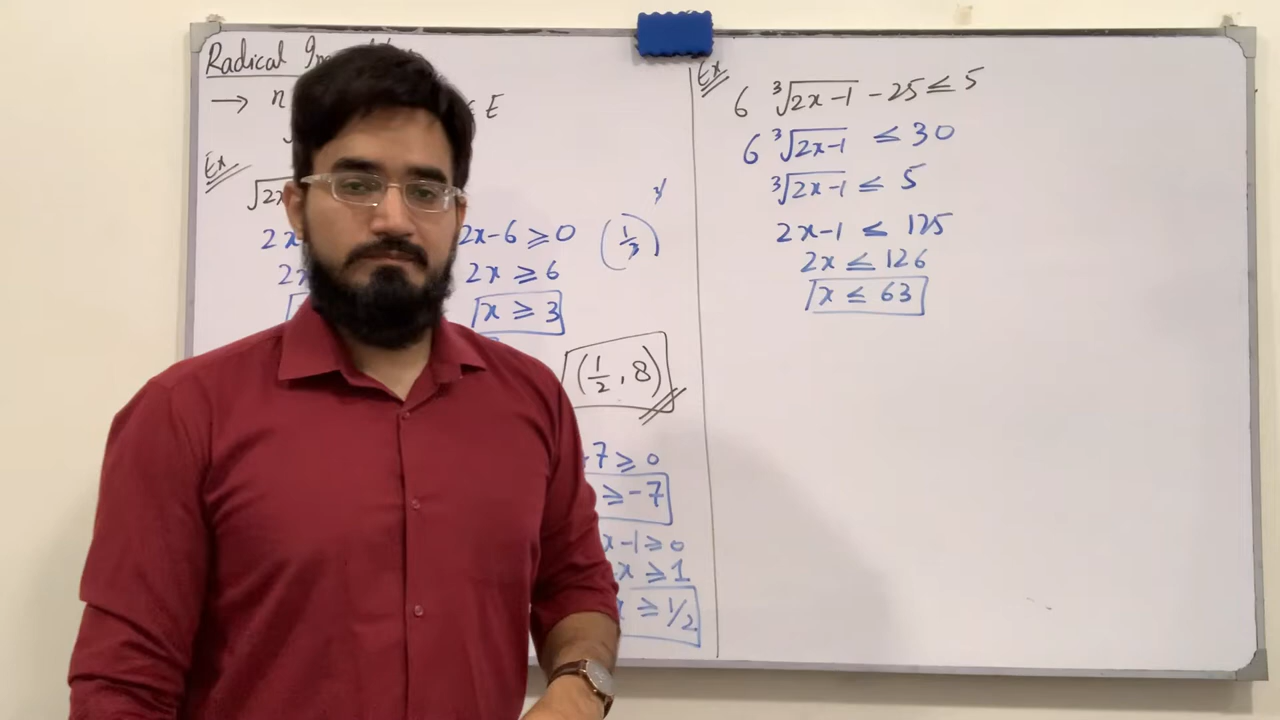 Radical
→ n ∈ E
Ex
√2x
2x 2x-6 ≥ 0 (1/3)
2x 2x ≥ 6
x ≥ 3
(1/2, 8)
+7 ≥ 0
≥ -7
x-1 ≥ 0
x ≥ 1
≥ 1/2
Ex
6 ³√2x-1 - 25 ≤ 5
6 ³√2x-1 ≤ 30
³√2x-1 ≤ 5
2x-1 ≤ 125
2x ≤ 126
x ≤ 63